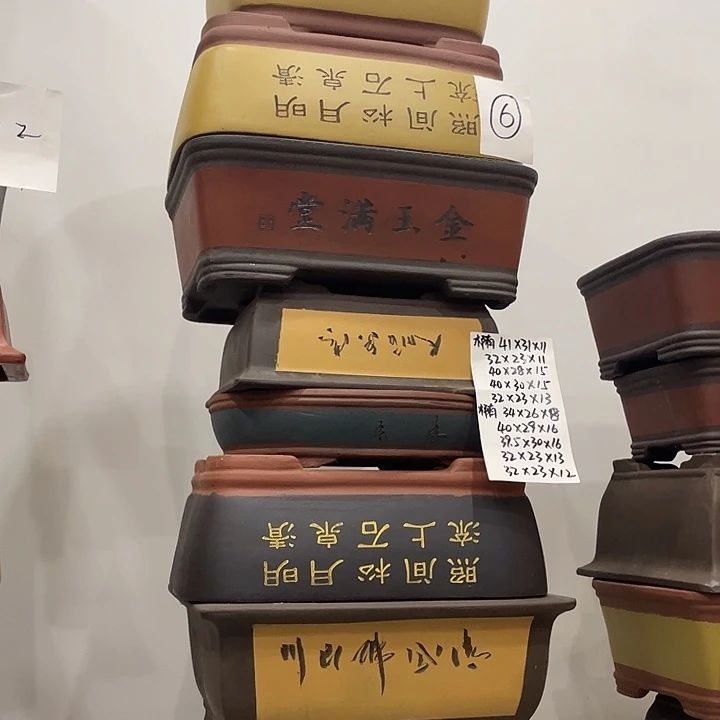 2
明月松间照
清泉石上流
6
金玉满堂
椭 41×31×11
32×23×11
40×28×15
40×30×15
32×23×13
椭 34×26×
40×29×16
39.5×30×16
32×23×13
32×23×12
明月松间照
清泉石上流